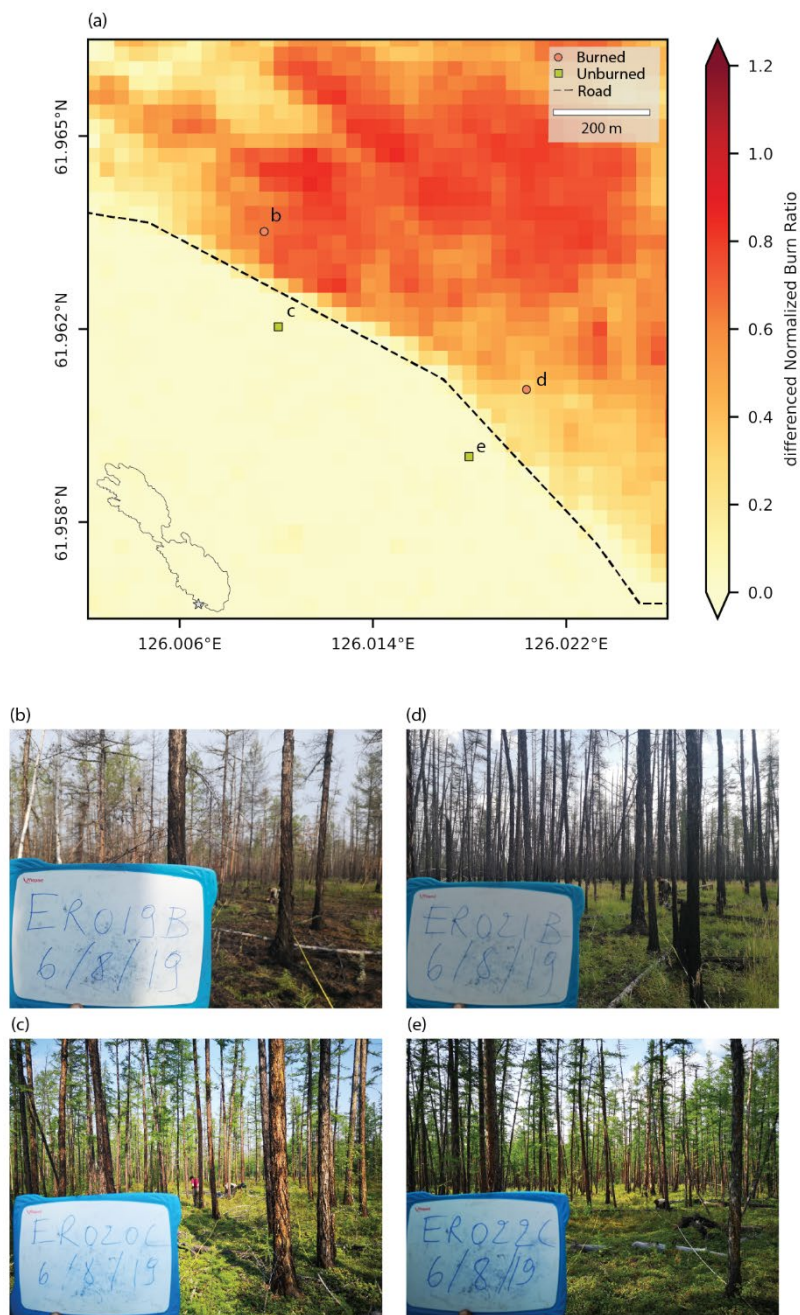 (a)
Burned
Unburned
Road
200 m
b
c
d
e
61.965°N
61.962°N
61.958°N
126.006°E
126.014°E
126.022°E
1.2
1.0
0.8
0.6
0.4
0.2
0.0
differenced Normalized Burn Ratio
(b)
ER019B
6/8/19
(d)
ER021B
6/8/19
(c)
ER020C
6/8/19
(e)
ER022C
6/8/19